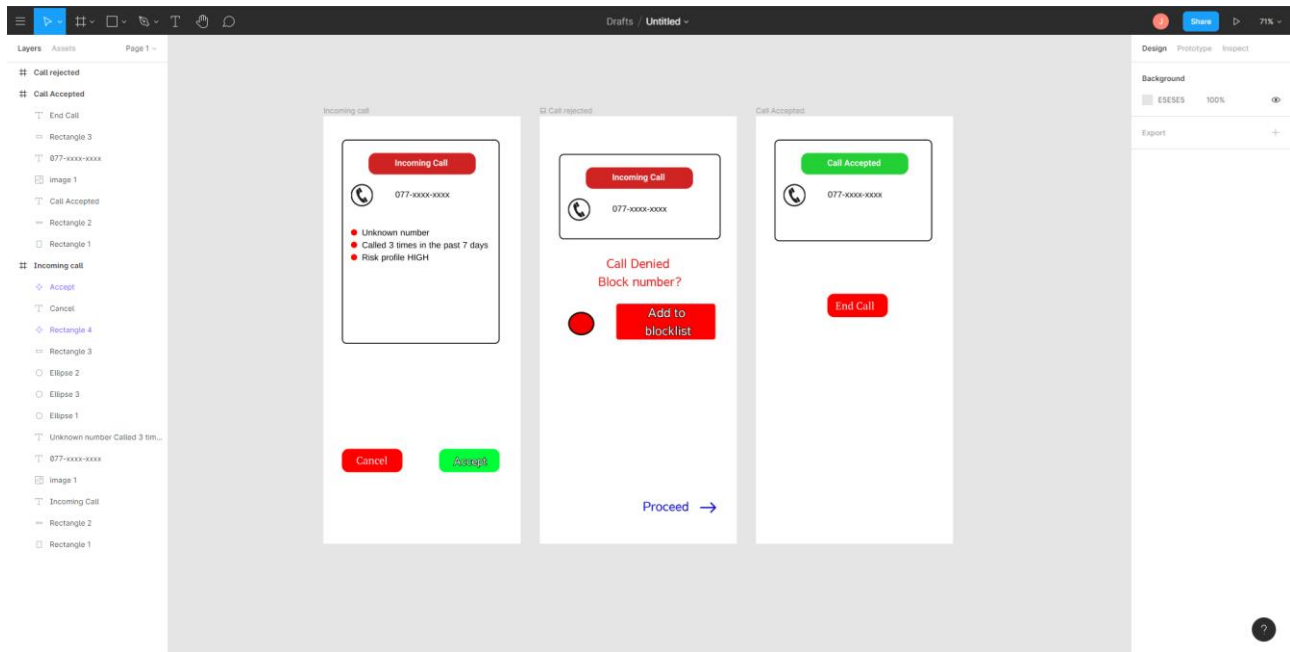 Drafts / Untitled
J
Share
71%
Layers
Assets
Page 1
Design
Prototype
Inspect
Call rejected
Call Accepted
End Call
Rectangle 3
077-xxxx-xxxx
image 1
Call Accepted
Rectangle 2
Rectangle 1
Incoming call
Accept
Cancel
Rectangle 4
Rectangle 3
Ellipse 2
Ellipse 3
Ellipse 1
Unknown number Called 3 tim...
077-xxxx-xxxx
image 1
Incoming Call
Rectangle 2
Rectangle 1
Incoming call
Incoming Call
077-xxxx-xxxx
Unknown number
Called 3 times in the past 7 days
Risk profile HIGH
Cancel
Accept
Call rejected
Incoming Call
077-xxxx-xxxx
Call Denied
Block number?
Add to
blocklist
Proceed →
Call Accepted
Call Accepted
077-xxxx-xxxx
End Call
Background
E5E5E5 100%
Export
+
?